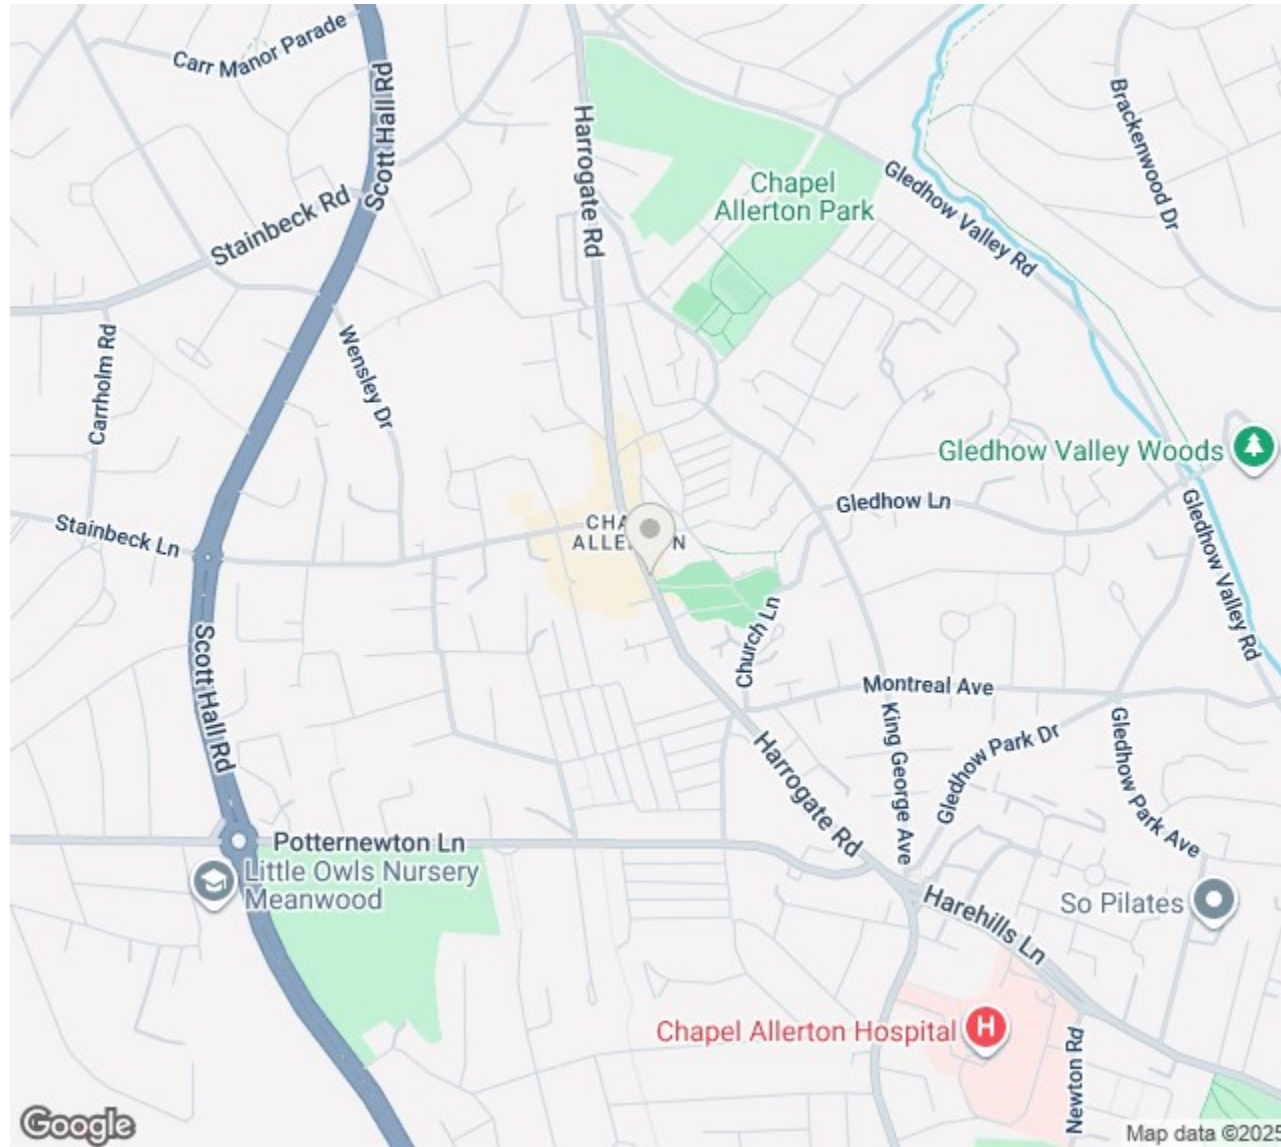 Carr Manor Parade
Scott Hall Rd
Harrogate Rd
Brackenwood Dr
Chapel
Allerton Park
Gledhow Valley Rd
Stainbeck Rd
Carrholm Rd
Wensley Dr
Gledhow Valley Woods
Gledhow Ln
Stainbeck Ln
Gledhow Valley Rd
Church Ln
Scott Hall Rd
Montreal Ave
King George Ave
Gledhow Park Dr
Gledhow Park Ave
Harrogate Rd
Potternewton Ln
Little Owls Nursery
Meanwood
So Pilates
Harehills Ln
Chapel Allerton Hospital
H
Newton Rd
Google
Map data ©2025